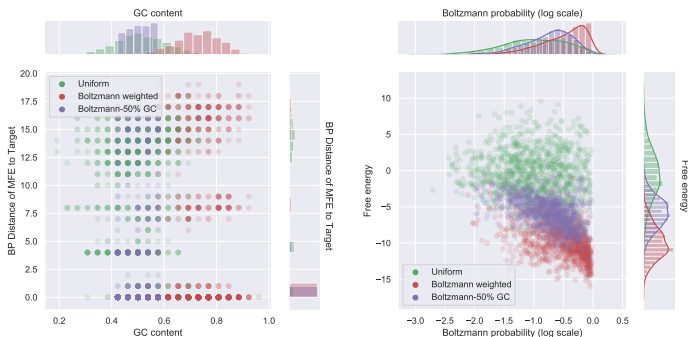 GC content
20.0
17.5
15.0
12.5
10.0
7.5
5.0
2.5
0.0
BP Distance of MFE to Target
Uniform
Boltzmann weighted
Boltzmann-50% GC
0.2
0.4
0.6
0.8
1.0
GC content
BP Distance of MFE to Target
Boltzmann probability (log scale)
10
5
0
−5
−10
−15
Free energy
Uniform
Boltzmann weighted
Boltzmann-50% GC
−3.0
−2.5
−2.0
−1.5
−1.0
−0.5
0.0
0.5
Boltzmann probability (log scale)
Free energy